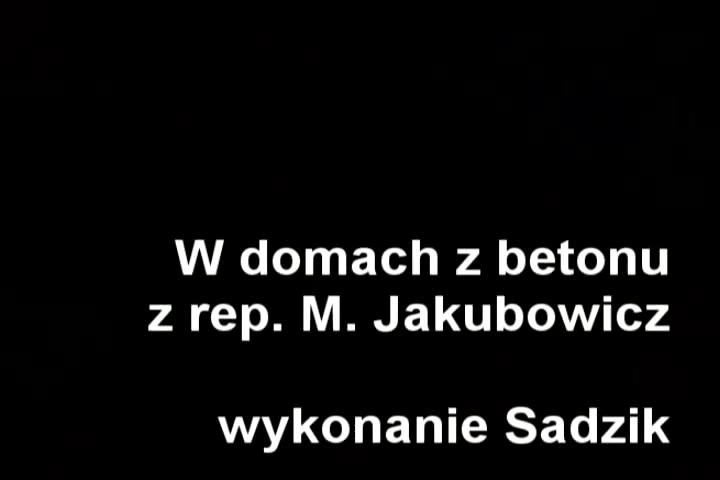 W domach z betonu
z rep. M. Jakubowicz
wykonanie Sadzik